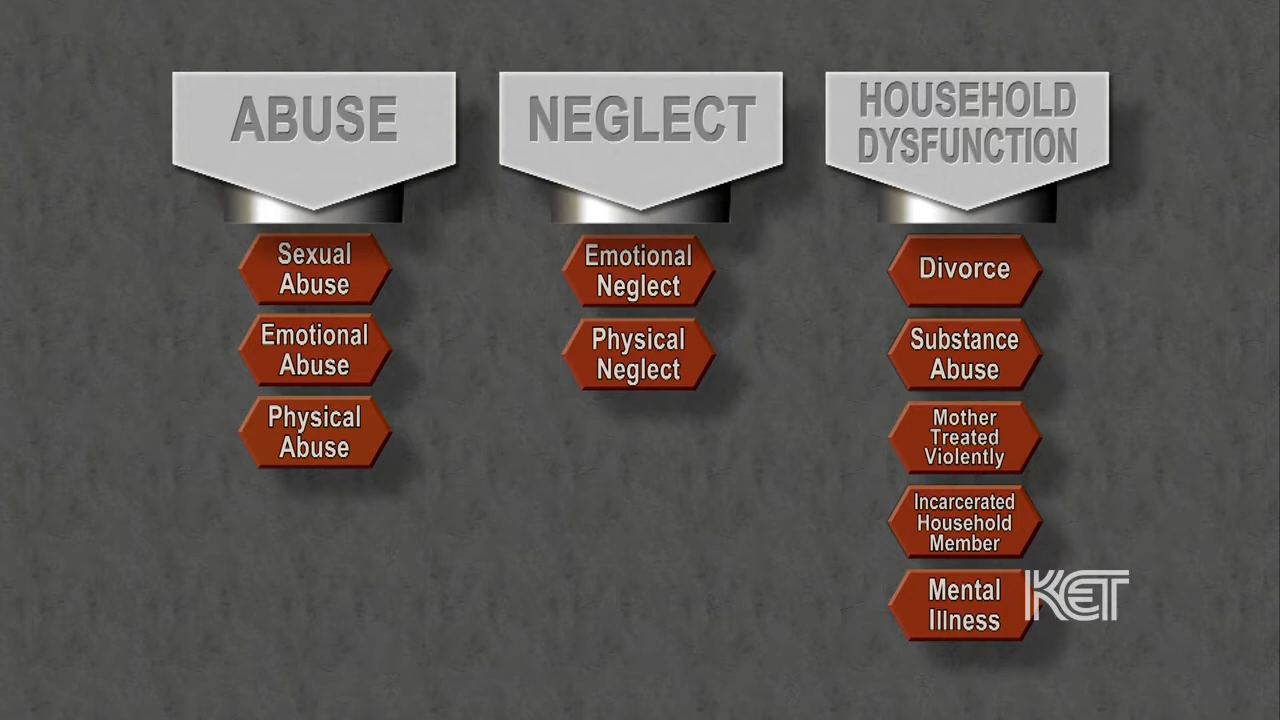 ABUSE
Sexual
Abuse
Emotional
Abuse
Physical
Abuse
NEGLECT
Emotional
Neglect
Physical
Neglect
HOUSEHOLD
DYSFUNCTION
Divorce
Substance
Abuse
Mother
Treated
Violently
Incarcerated
Household
Member
Mental
Illness
KET